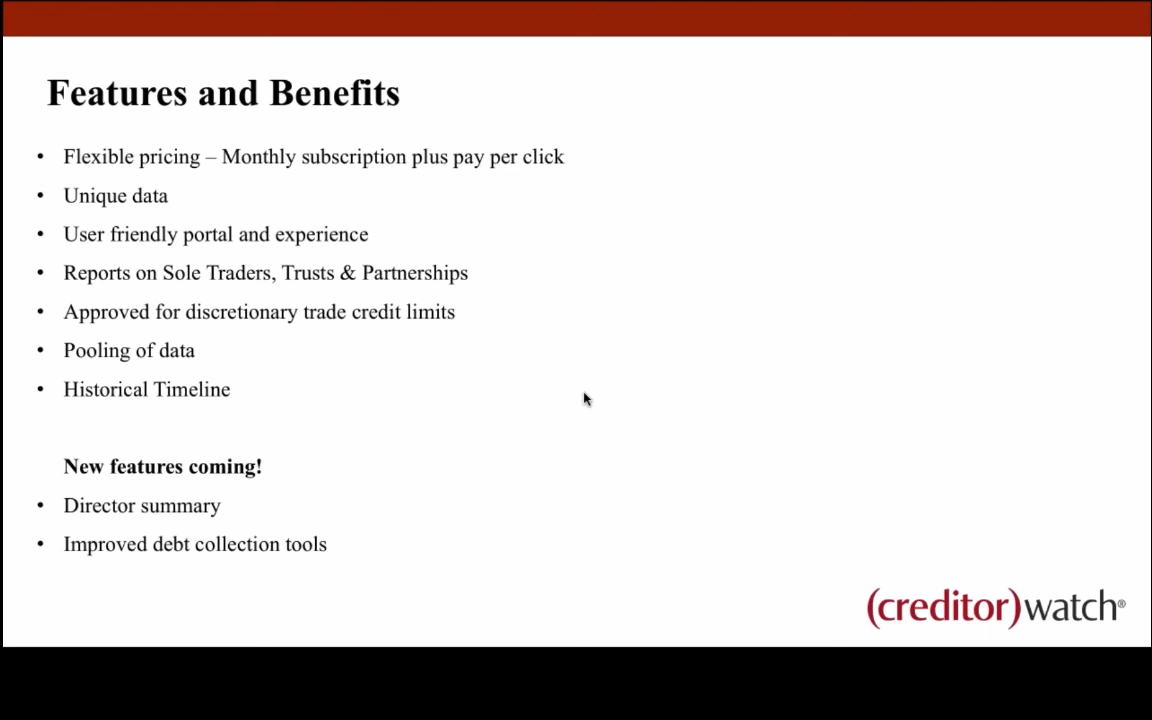 Features and Benefits
• Flexible pricing – Monthly subscription plus pay per click
• Unique data
• User friendly portal and experience
• Reports on Sole Traders, Trusts & Partnerships
• Approved for discretionary trade credit limits
• Pooling of data
• Historical Timeline
New features coming!
• Director summary
• Improved debt collection tools
(creditor)watch®